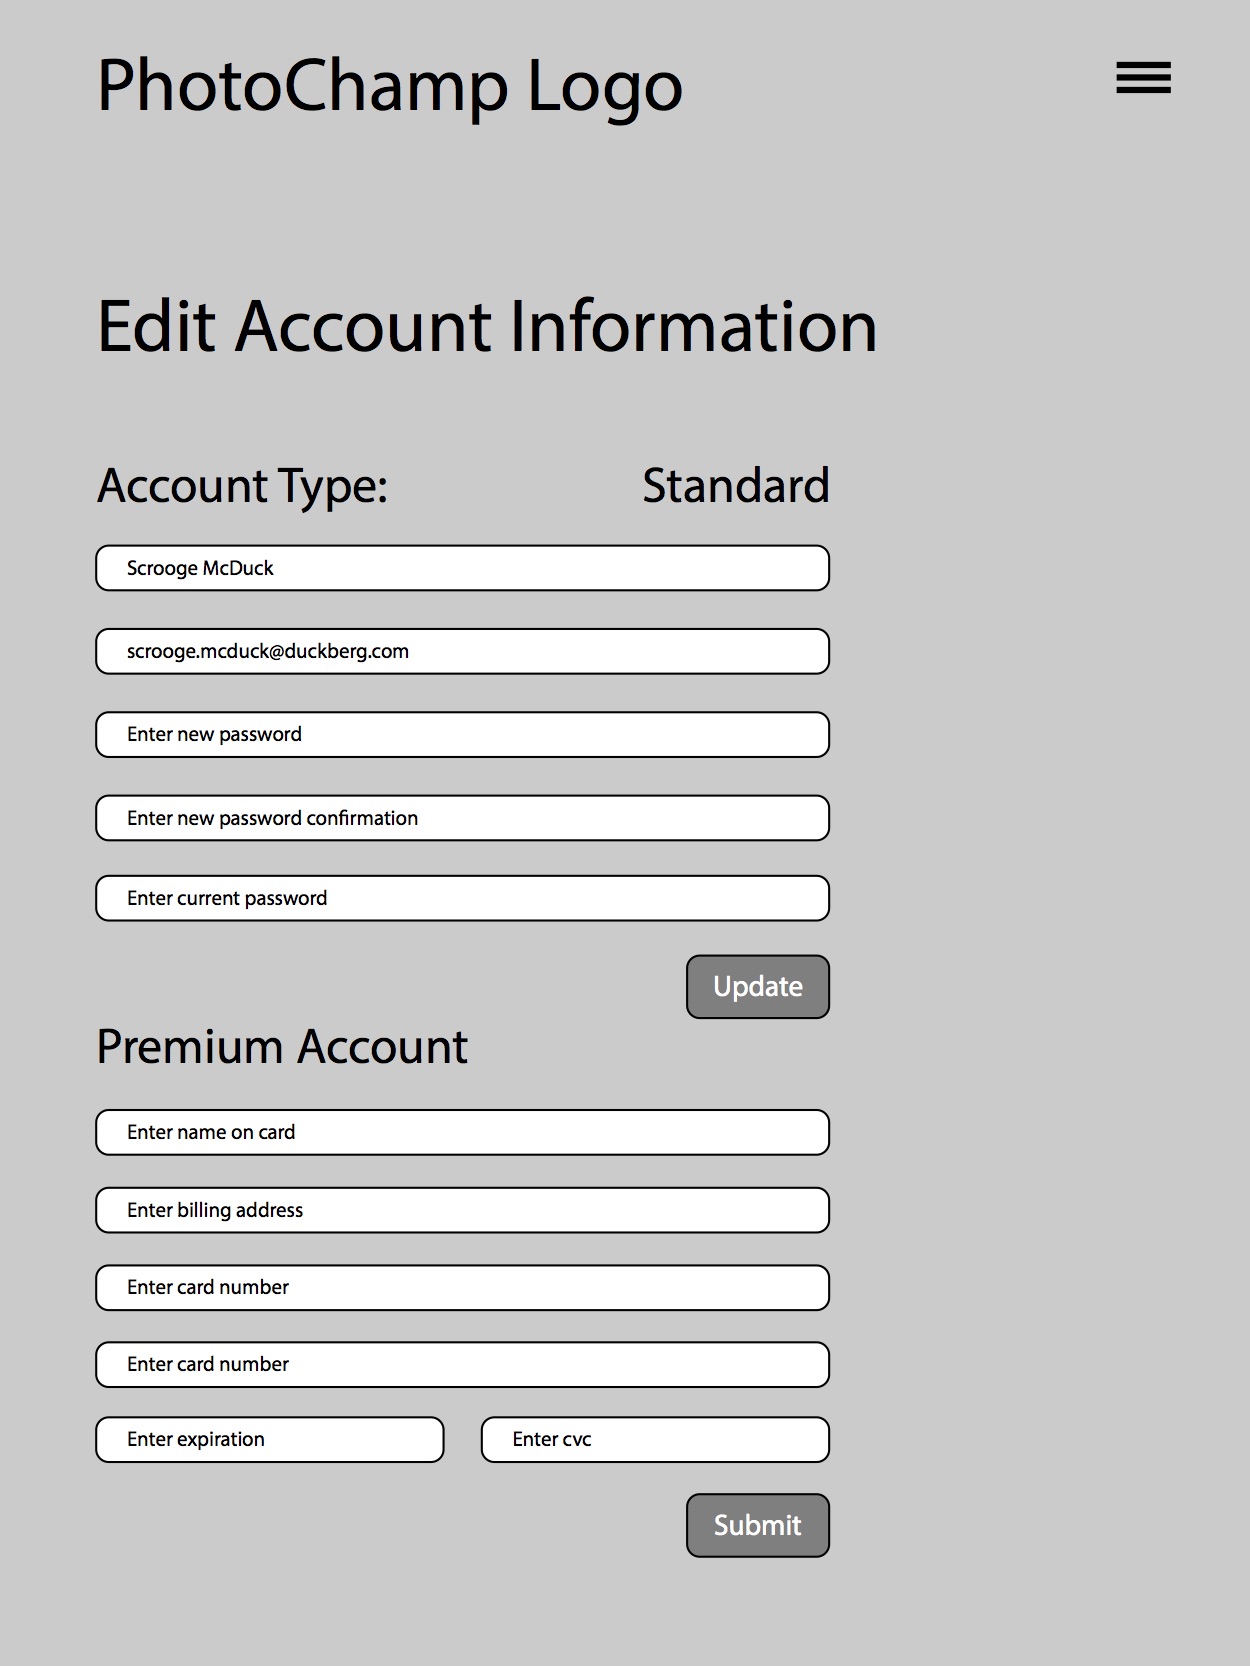 PhotoChamp Logo
Edit Account Information
Account Type: Standard
Scrooge McDuck
scrooge.mcduck@duckberg.com
Enter new password
Enter new password confirmation
Enter current password
Update
Premium Account
Enter name on card
Enter billing address
Enter card number
Enter card number
Enter expiration Enter cvc
Submit